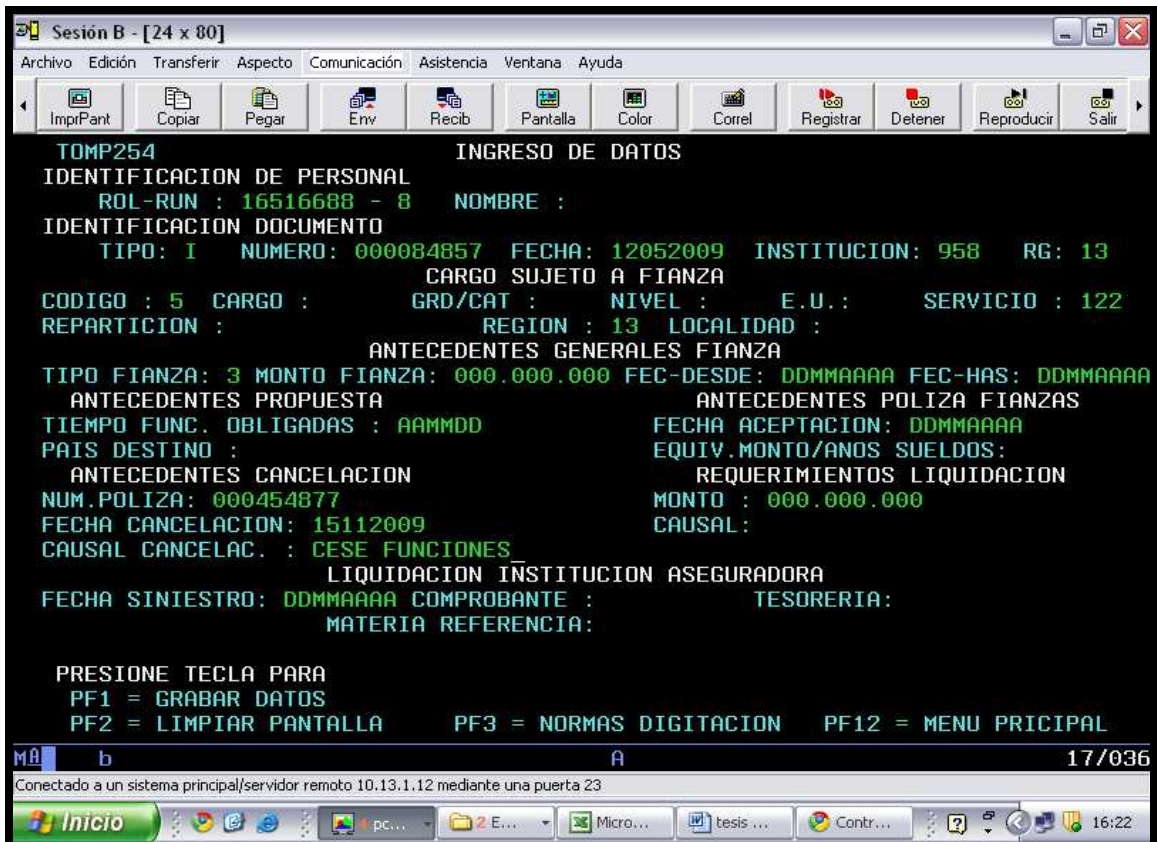 Sesión B - [24 x 80]
Archivo Edición Transferir Aspecto Comunicación Asistencia Ventana Ayuda
ImprPant Copiar Pegar Env Recib Pantalla Color Correl Registrar Detener Reproducir Salir
TOMP254 INGRESO DE DATOS
IDENTIFICACION DE PERSONAL
ROL-RUN : 16516688 - 8 NOMBRE :
IDENTIFICACION DOCUMENTO
TIPO: I NUMERO: 000084857 FECHA: 12052009 INSTITUCION: 958 RG: 13
CARGO SUJETO A FIANZA
CODIGO : 5 CARGO : GRD/CAT : NIVEL : E.U.: SERVICIO : 122
REPARTICION : REGION : 13 LOCALIDAD :
ANTECEDENTES GENERALES FIANZA
TIPO FIANZA: 3 MONTO FIANZA: 000.000.000 FEC-DESDE: DDMMAAAA FEC-HAS: DDMMAAAA
ANTECEDENTES PROPUESTA ANTECEDENTES POLIZA FIANZAS
TIEMPO FUNC. OBLIGADAS : AAMMDD FECHA ACEPTACION: DDMMAAAA
PAIS DESTINO : EQUIV.MONTO/ANOS SUELDOS:
ANTECEDENTES CANCELACION REQUERIMIENTOS LIQUIDACION
NUM.POLIZA: 000454877 MONTO : 000.000.000
FECHA CANCELACION: 15112009 CAUSAL:
CAUSAL CANCELAC. : CESE FUNCIONES_
LIQUIDACION INSTITUCION ASEGURADORA
FECHA SINIESTRO: DDMMAAAA COMPROBANTE : TESORERIA:
MATERIA REFERENCIA:
PRESIONE TECLA PARA
PF1 = GRABAR DATOS
PF2 = LIMPIAR PANTALLA PF3 = NORMAS DIGITACION PF12 = MENU PRICIPAL
MA b A 17/036
Conectado a un sistema principal/servidor remoto 10.13.1.12 mediante una puerta 23
Inicio 4 pc... 2 E... Micro... tesis ... Contr... 16:22